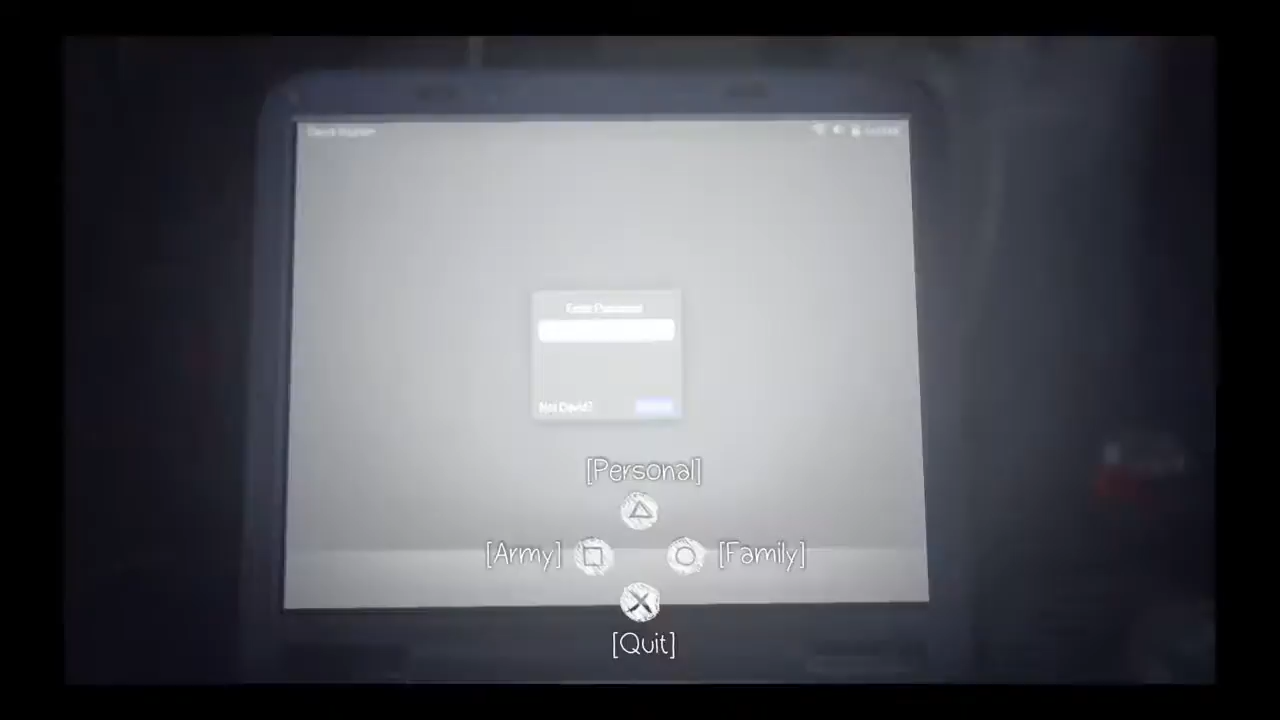 Enter Password
Not David?
[Personal]
[Army]
[Family]
[Quit]